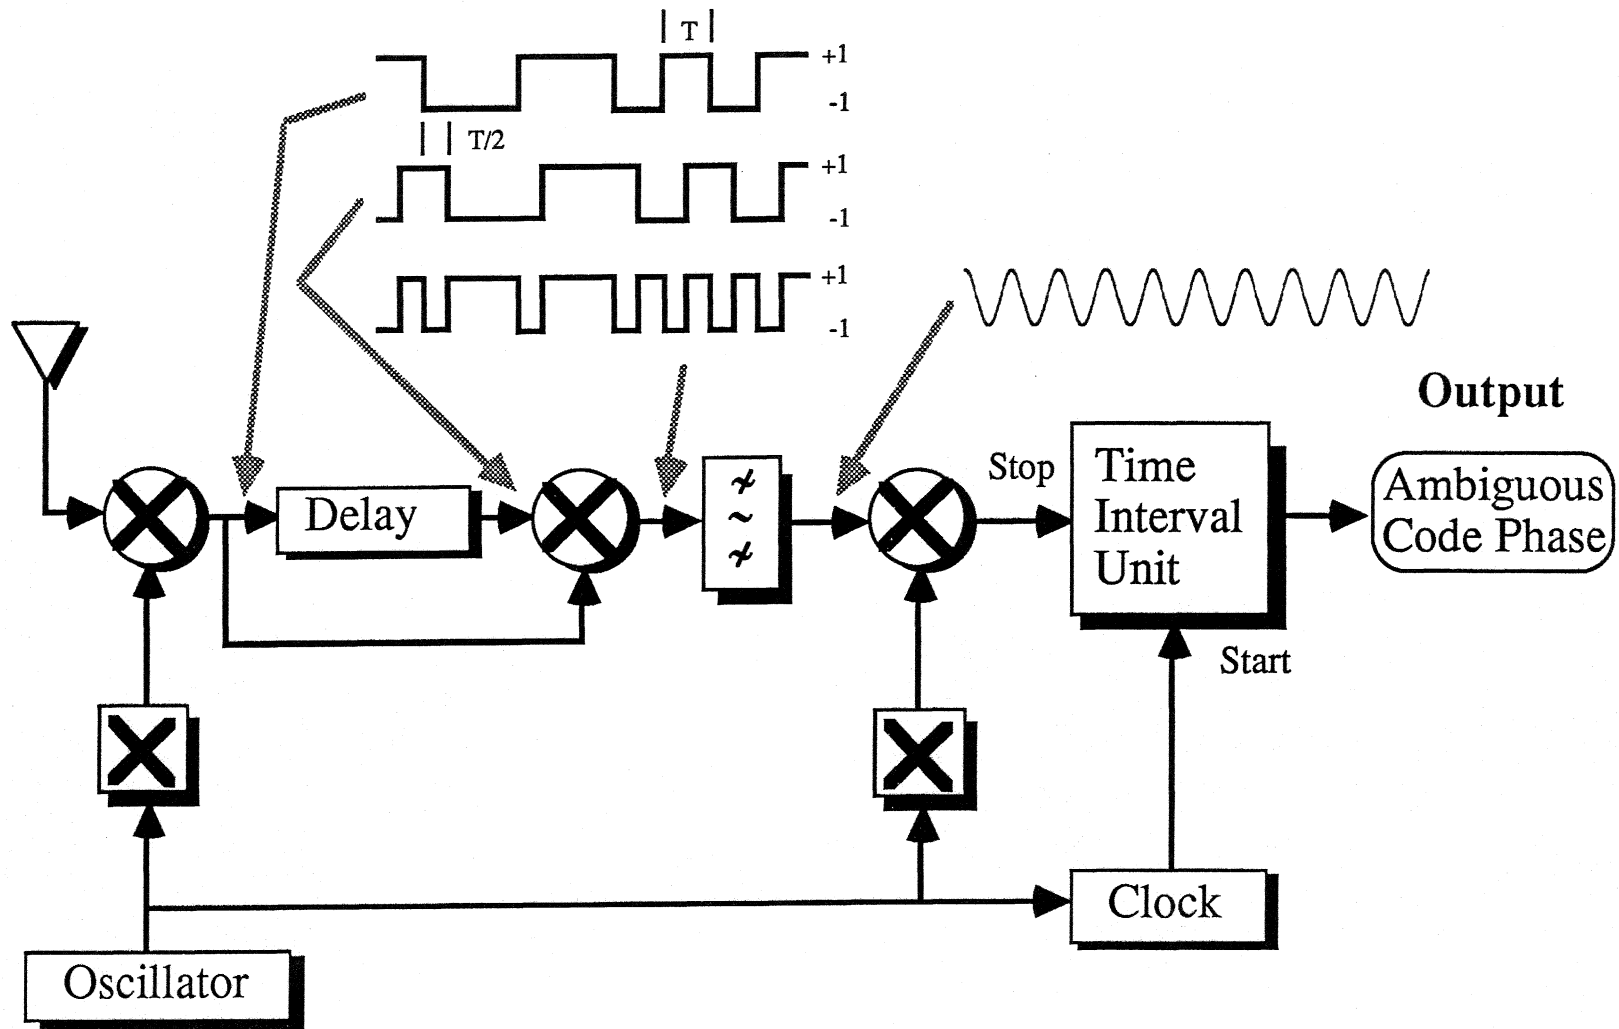 T
+1
-1
T/2
+1
-1
+1
-1
Output
Stop
Time
Interval
Unit
Ambiguous
Code Phase
Delay
Start
Clock
Oscillator